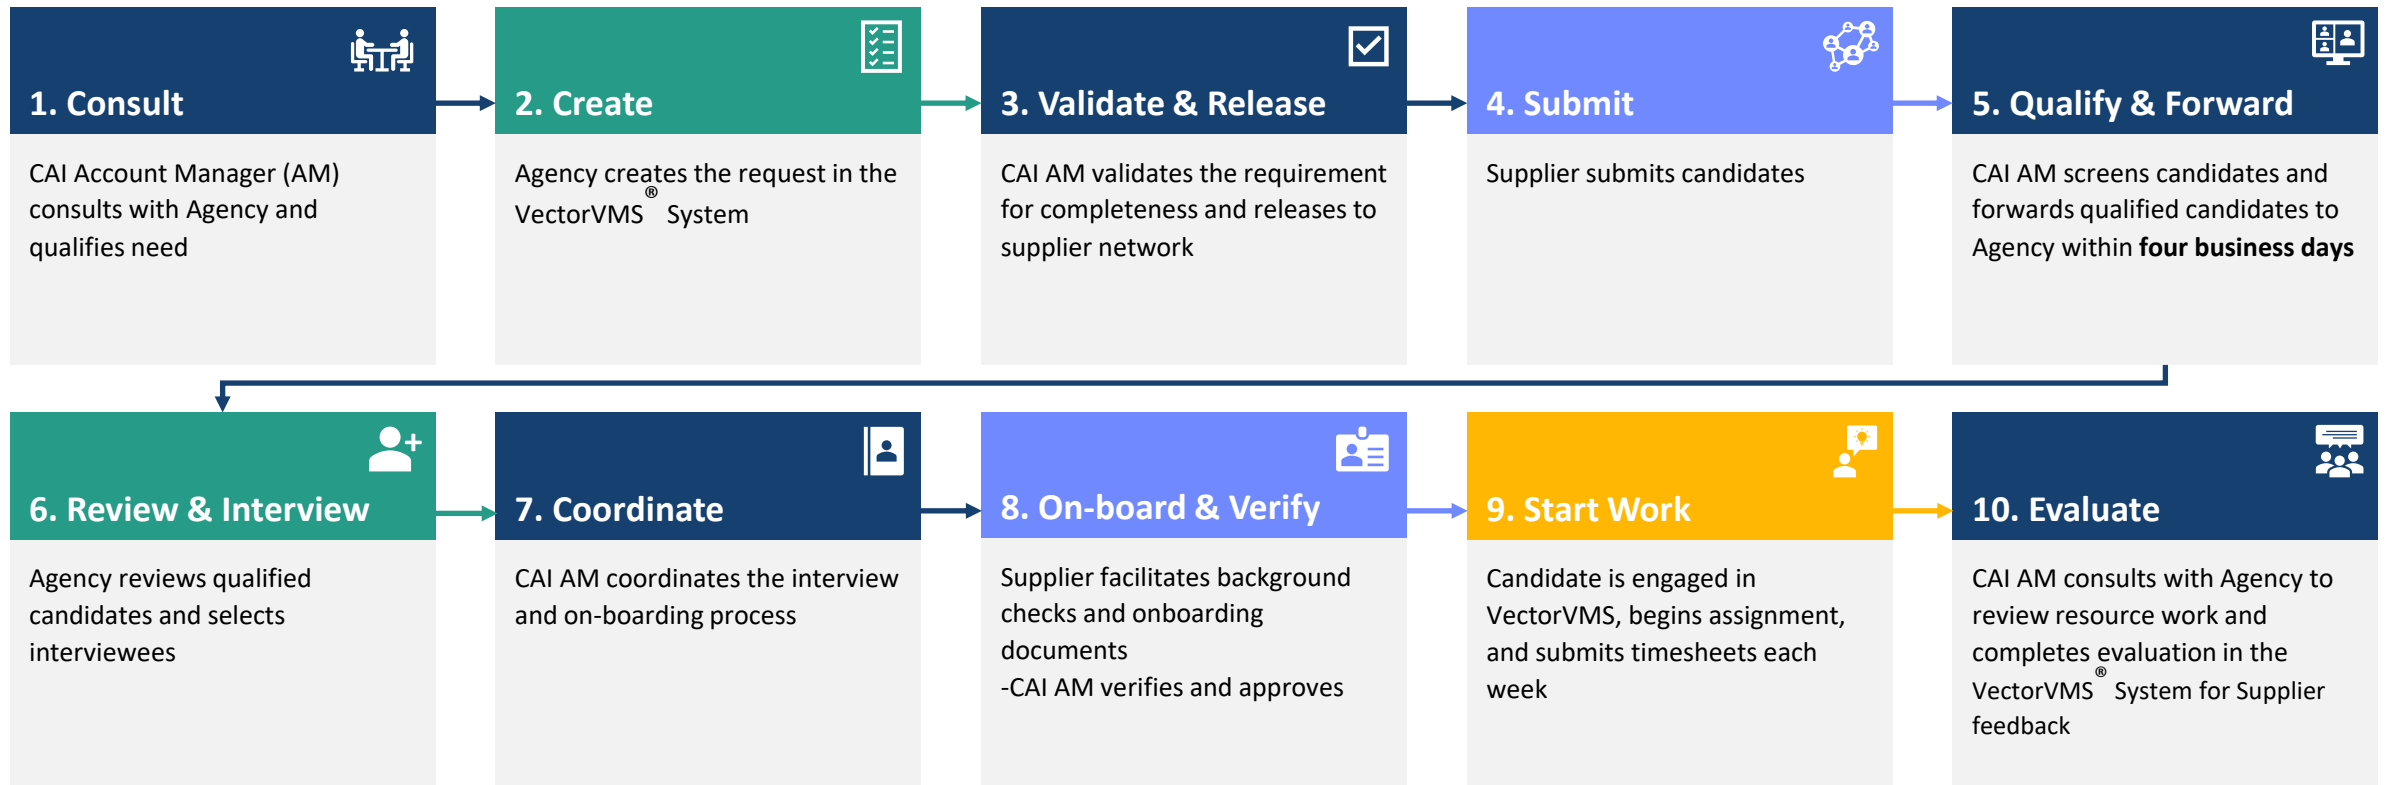 1. Consult
CAI Account Manager (AM)
consults with Agency and
qualifies need
2. Create
Agency creates the request in the
VectorVMS® System
3. Validate & Release
CAI AM validates the requirement
for completeness and releases to
supplier network
4. Submit
Supplier submits candidates
5. Qualify & Forward
CAI AM screens candidates and
forwards qualified candidates to
Agency within four business days
6. Review & Interview
Agency reviews qualified
candidates and selects
interviewees
7. Coordinate
CAI AM coordinates the interview
and on-boarding process
8. On-board & Verify
Supplier facilitates background
checks and onboarding
documents
-CAI AM verifies and approves
9. Start Work
Candidate is engaged in
VectorVMS, begins assignment,
and submits timesheets each
week
10. Evaluate
CAI AM consults with Agency to
review resource work and
completes evaluation in the
VectorVMS® System for Supplier
feedback